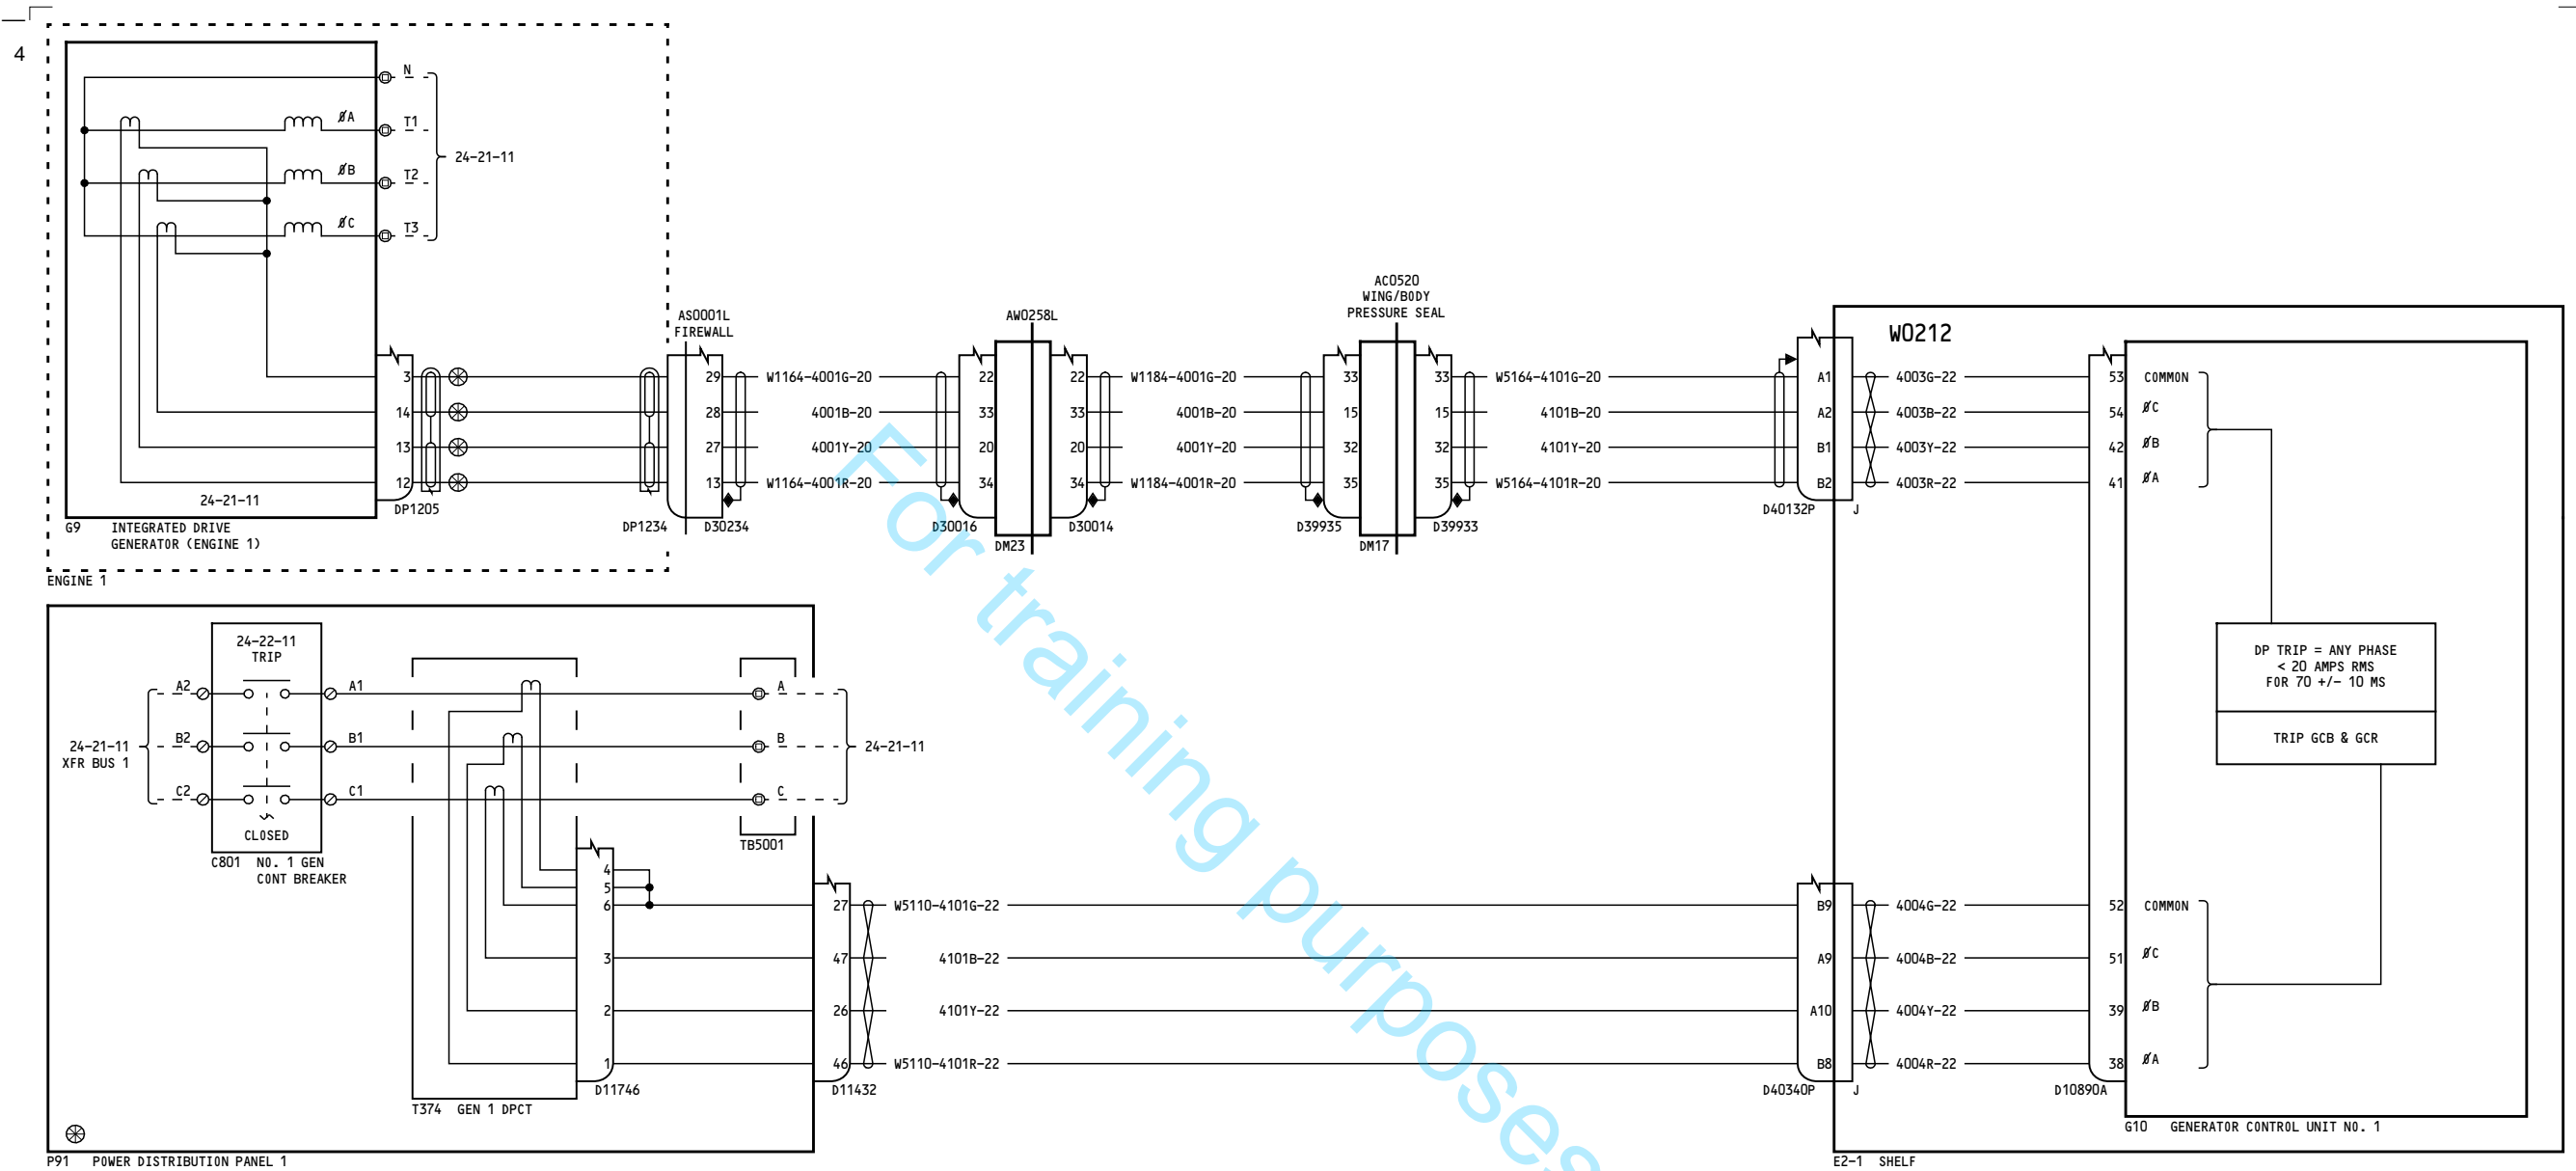 4
N
ØA
T1
ØB
T2
ØC
T3
24-21-11
3
14
13
12
24-21-11
DP1205
G9 INTEGRATED DRIVE
GENERATOR (ENGINE 1)
ENGINE 1
AS0001L
FIREWALL
29
28
27
13
DP1234
D30234
W1164-4001G-20
4001B-20
4001Y-20
W1164-4001R-20
AW0258L
22
33
20
34
22
33
20
34
D30016
D30014
DM23
W1184-4001G-20
4001B-20
4001Y-20
W1184-4001R-20
AC0520
WING/BODY
PRESSURE SEAL
33
15
32
35
33
15
32
35
D39935
D39933
DM17
W5164-4101G-20
4101B-20
4101Y-20
W5164-4101R-20
A1
A2
B1
B2
D40132P
J
W0212
4003G-22
4003B-22
4003Y-22
4003R-22
53
54
42
41
COMMON
ØC
ØB
ØA
DP TRIP = ANY PHASE
< 20 AMPS RMS
FOR 70 +/- 10 MS
TRIP GCB & GCR
24-22-11
TRIP
A2
A1
B2
B1
C2
C1
24-21-11
XFR BUS 1
CLOSED
C801 NO. 1 GEN
CONT BREAKER
A
B
C
24-21-11
TB5001
4
5
6
3
2
1
D11746
T374 GEN 1 DPCT
27
47
26
46
D11432
W5110-4101G-22
4101B-22
4101Y-22
W5110-4101R-22
B9
A9
A10
B8
D40340P
J
4004G-22
4004B-22
4004Y-22
4004R-22
52
51
39
38
D10890A
COMMON
ØC
ØB
ØA
G10 GENERATOR CONTROL UNIT NO. 1
P91 POWER DISTRIBUTION PANEL 1
E2-1 SHELF
For training purposes